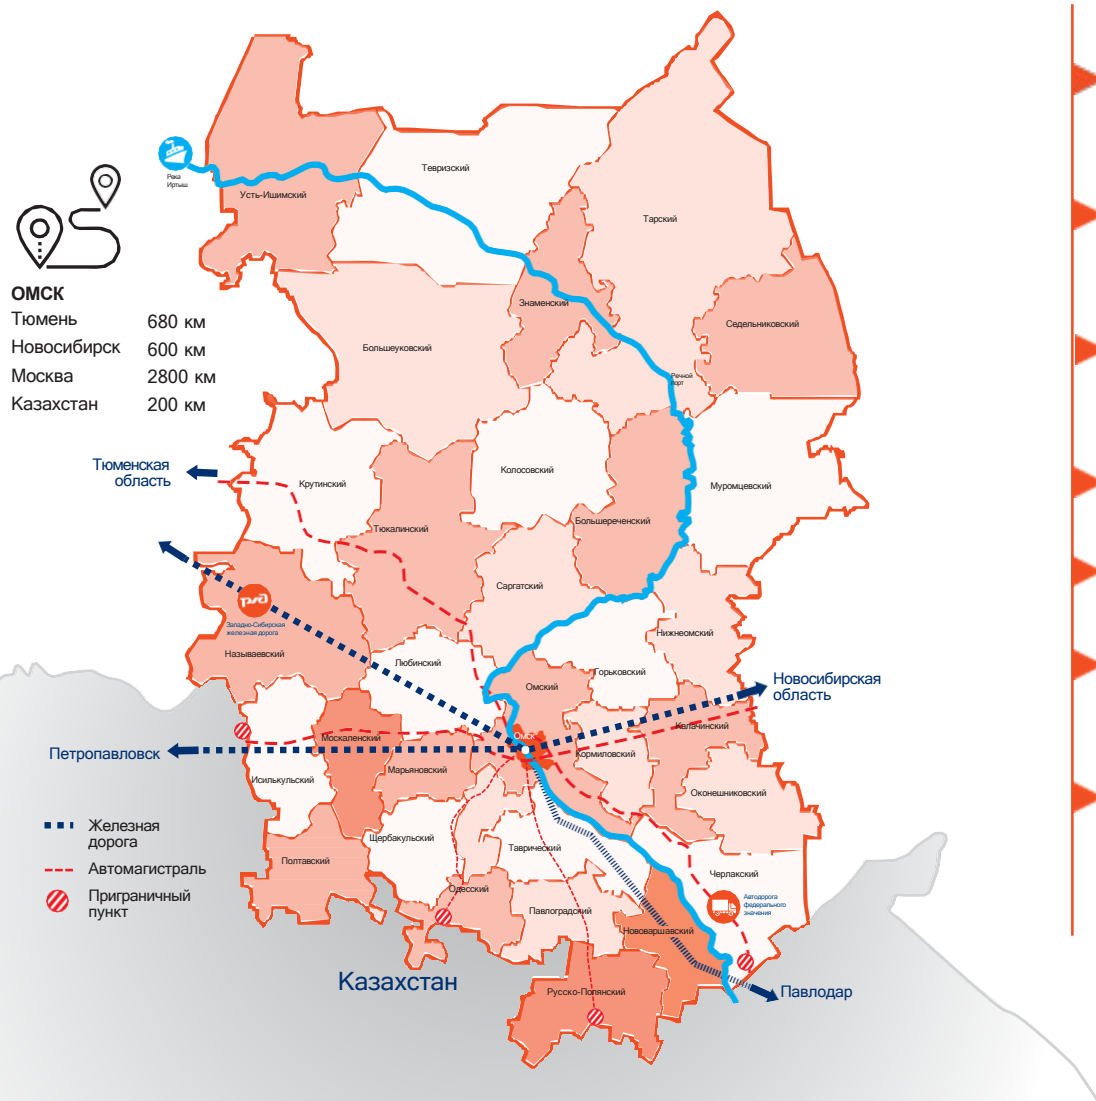 Река
Иртыш
Тевризский
Усть-Ишимский
Тарский
ОМСК
Тюмень 680 км
Новосибирск 600 км
Москва 2800 км
Казахстан 200 км
Знаменский
Седельниковский
Большеуковский
Речной
порт
Тюменская
область
Крутинский
Колосовский
Муромцевский
Тюкалинский
Большереченский
Саргатский
Западно-Сибирская
железная дорога
Называевский
Нижнеомский
Любинский
Горьковский
Омский
Новосибирская
область
Калачинский
Москаленский
Омск
Петропавловск
Кормиловский
Марьяновский
Исилькульский
Оконешниковский
Железная
дорога
Автомагистраль
Приграничный
пункт
Щербакульский
Таврический
Полтавский
Черлакский
Одесский
Автодорога
федерального
значения
Павлоградский
Нововаршавский
Казахстан
Русско-Полянский
Павлодар